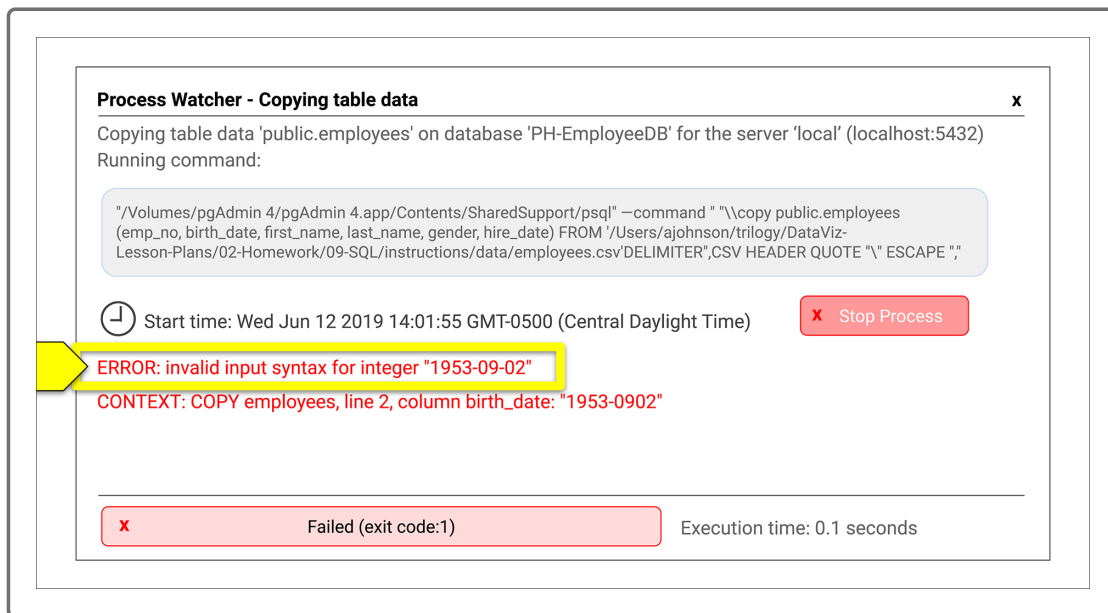 Process Watcher - Copying table data x
Copying table data 'public.employees' on database 'PH-EmployeeDB' for the server ‘local’ (localhost:5432)
Running command:
"/Volumes/pgAdmin 4/pgAdmin 4.app/Contents/SharedSupport/psql" —command " "\\copy public.employees
(emp_no, birth_date, first_name, last_name, gender, hire_date) FROM '/Users/ajohnson/trilogy/DataViz-
Lesson-Plans/02-Homework/09-SQL/instructions/data/employees.csv'DELIMITER",CSV HEADER QUOTE "\" ESCAPE ","
Start time: Wed Jun 12 2019 14:01:55 GMT-0500 (Central Daylight Time)
x Stop Process
ERROR: invalid input syntax for integer "1953-09-02"
CONTEXT: COPY employees, line 2, column birth_date: "1953-0902"
x Failed (exit code:1)
Execution time: 0.1 seconds